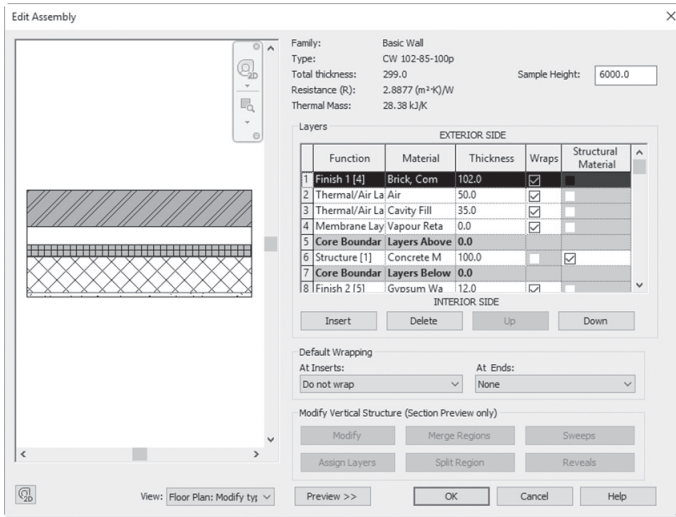 Edit Assembly
Family: Basic Wall
Type: CW 102-85-100p
Total thickness: 299.0 Sample Height: 6000.0
Resistance (R): 2.8877 (m²·K)/W
Thermal Mass: 28.38 kJ/K
Layers
EXTERIOR SIDE
Function Material Thickness Wraps Structural Material
1 Finish 1 [4] Brick, Com 102.0
2 Thermal/Air La Air 50.0
3 Thermal/Air La Cavity Fill 35.0
4 Membrane Lay Vapour Reta 0.0
5 Core Boundar Layers Above 0.0
6 Structure [1] Concrete M 100.0
7 Core Boundar Layers Below 0.0
8 Finish 2 [5] Gypsum Wa 12.0
INTERIOR SIDE
Insert Delete Up Down
Default Wrapping
At Inserts: At Ends:
Do not wrap None
Modify Vertical Structure (Section Preview only)
Modify Merge Regions Sweeps
Assign Layers Split Region Reveals
2D
2D View: Floor Plan: Modify typ Preview >> OK Cancel Help